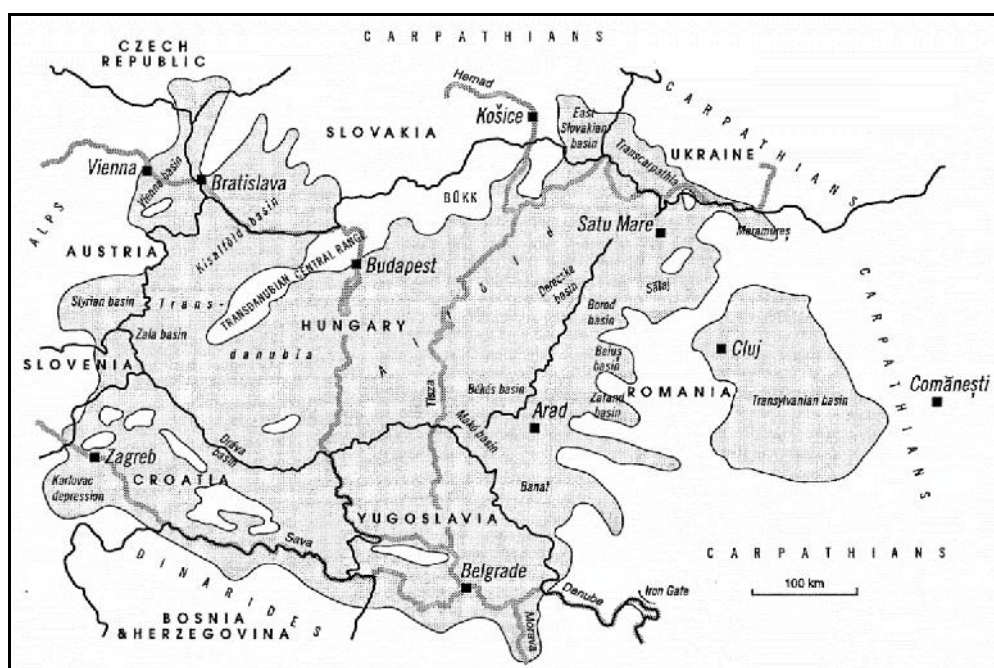 CARPATHIANS
CZECH
REPUBLIC
Hernad
Košice
SLOVAKIA
East
Slovakian
basin
CARPATHIANS
Transcarpathia
UKRAINE
Vienna
Vienna basin
Bratislava
BÜKK
ALPS
AUSTRIA
Kisalföld basin
Satu Mare
Maramureș
Budapest
TRANSDANUBIAN CENTRAL RANGE
Styrian basin
Trans-
danubia
Derecske
basin
Sălaj
Borod
basin
HUNGARY
Alföld
Zala basin
SLOVENIA
Beiuș
basin
Cluj
CARPATHIANS
Comănești
ROMANIA
Tisza
Békés basin
Zarand
basin
Transylvanian basin
Arad
Makó basin
Dráva
basin
Zagreb
CROATIA
Karlovac
depression
Banat
YUGOSLAVIA
Sava
CARPATHIANS
DINARIDES
Belgrade
100 km
Danube
Iron Gate
BOSNIA
&HERZEGOVINA
Morava